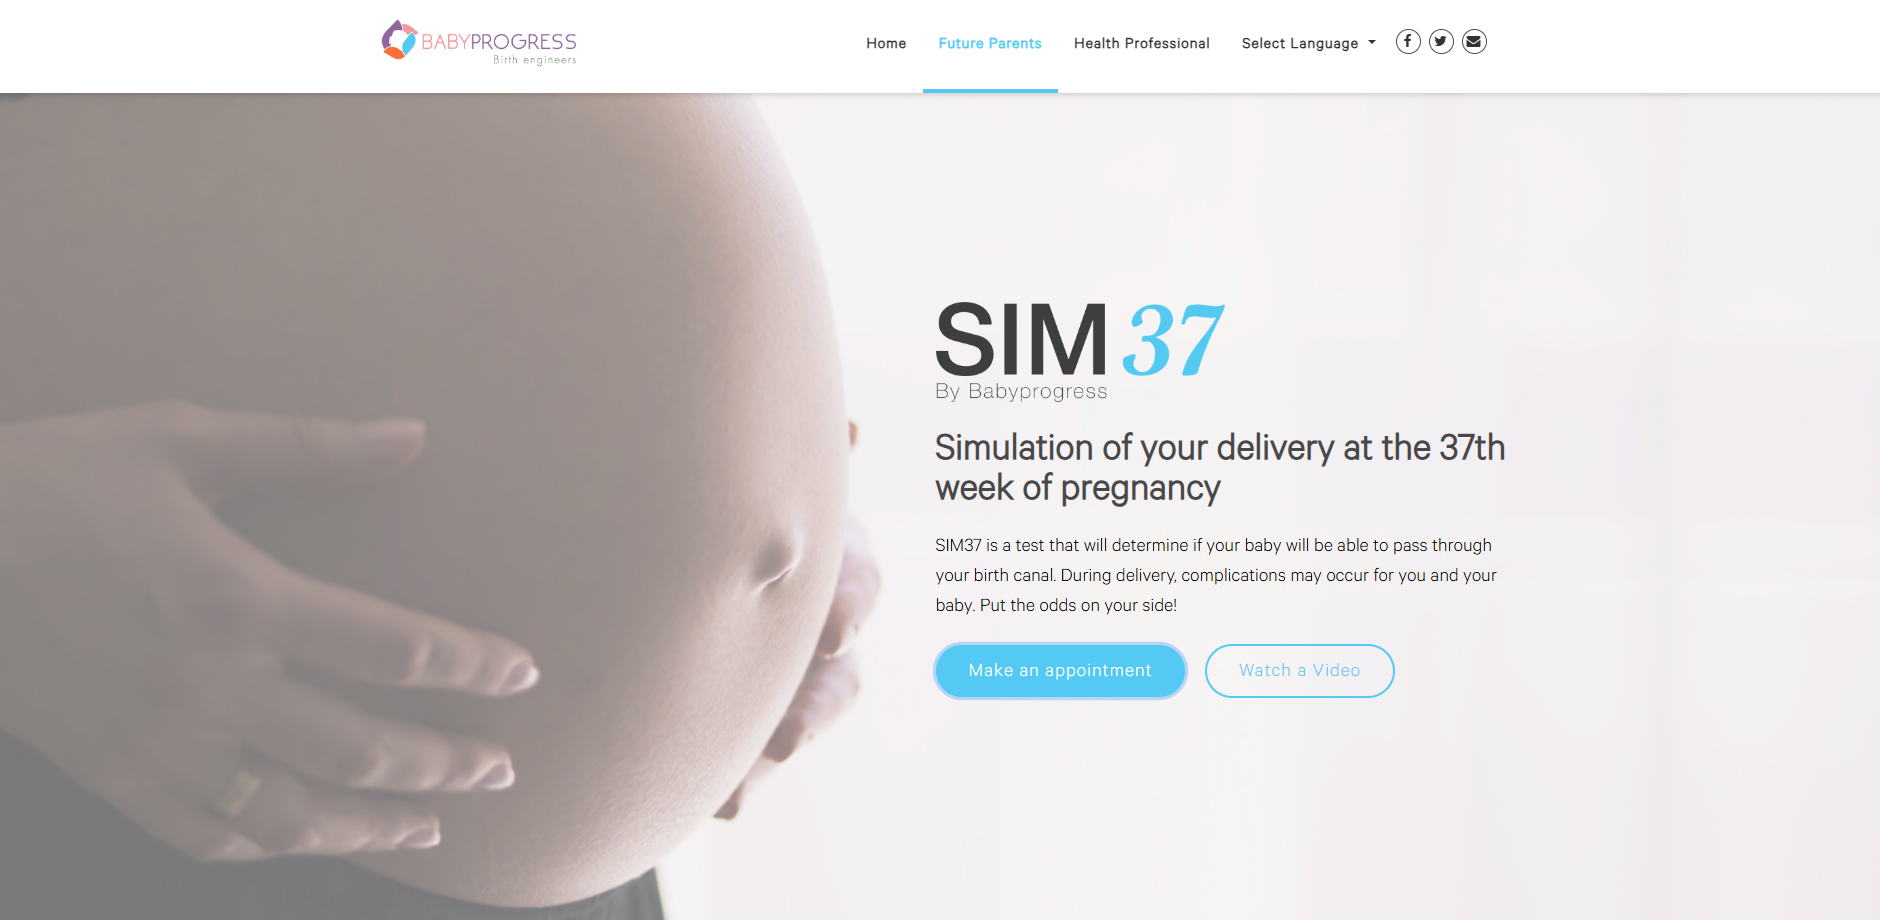 BABYPROGRESS
Birth engineers
Home
Future Parents
Health Professional
Select Language
SIM 37
By Babyprogress
Simulation of your delivery at the 37th
week of pregnancy
SIM37 is a test that will determine if your baby will be able to pass through
your birth canal. During delivery, complications may occur for you and your
baby. Put the odds on your side!
Make an appointment
Watch a Video